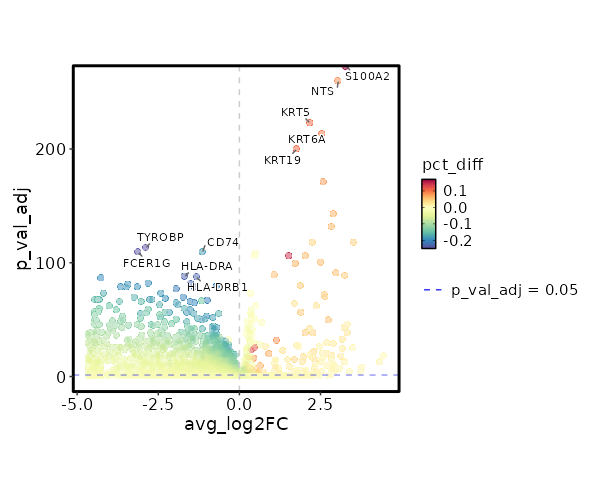 S100A2
NTS
KRT5
KRT6A
KRT19
TYROBP
CD74
FCER1G
HLA-DRA
HLA-DRB1
p_val_adj
200
100
0
-5.0
-2.5
0.0
2.5
avg_log2FC
pct_diff
0.1
0.0
-0.1
-0.2
p_val_adj = 0.05